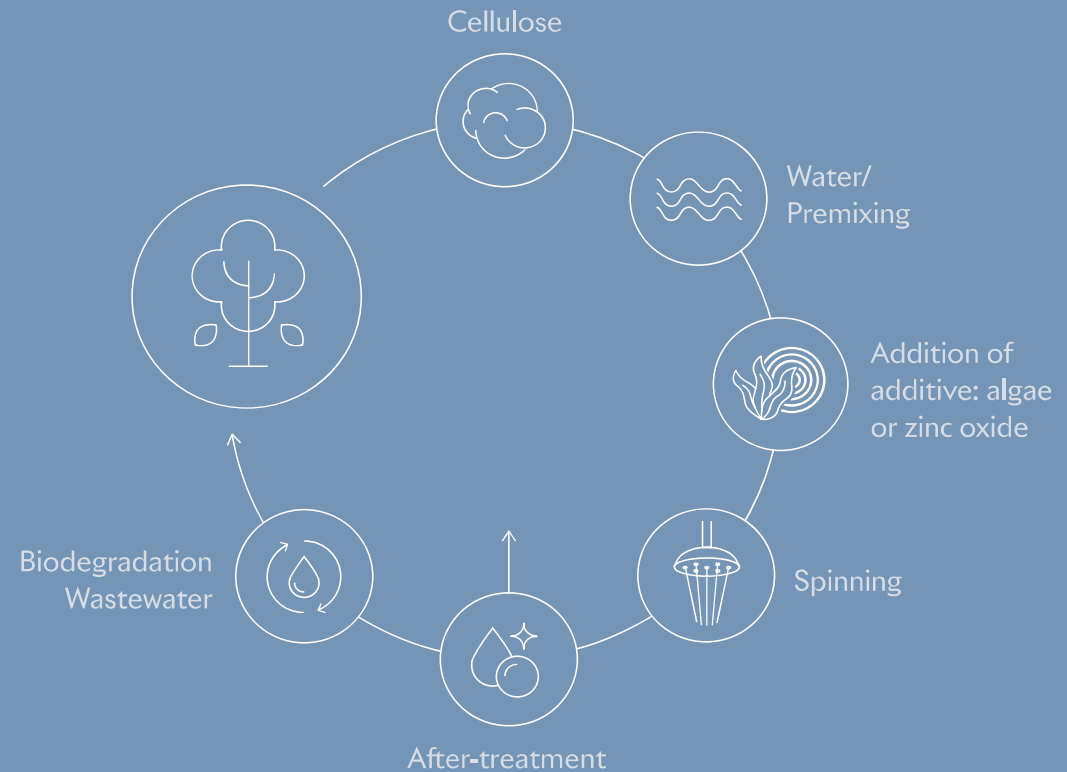 Cellulose
Water/
Premixing
Addition of
additive: algae
or zinc oxide
Spinning
After-treatment
Biodegradation
Wastewater